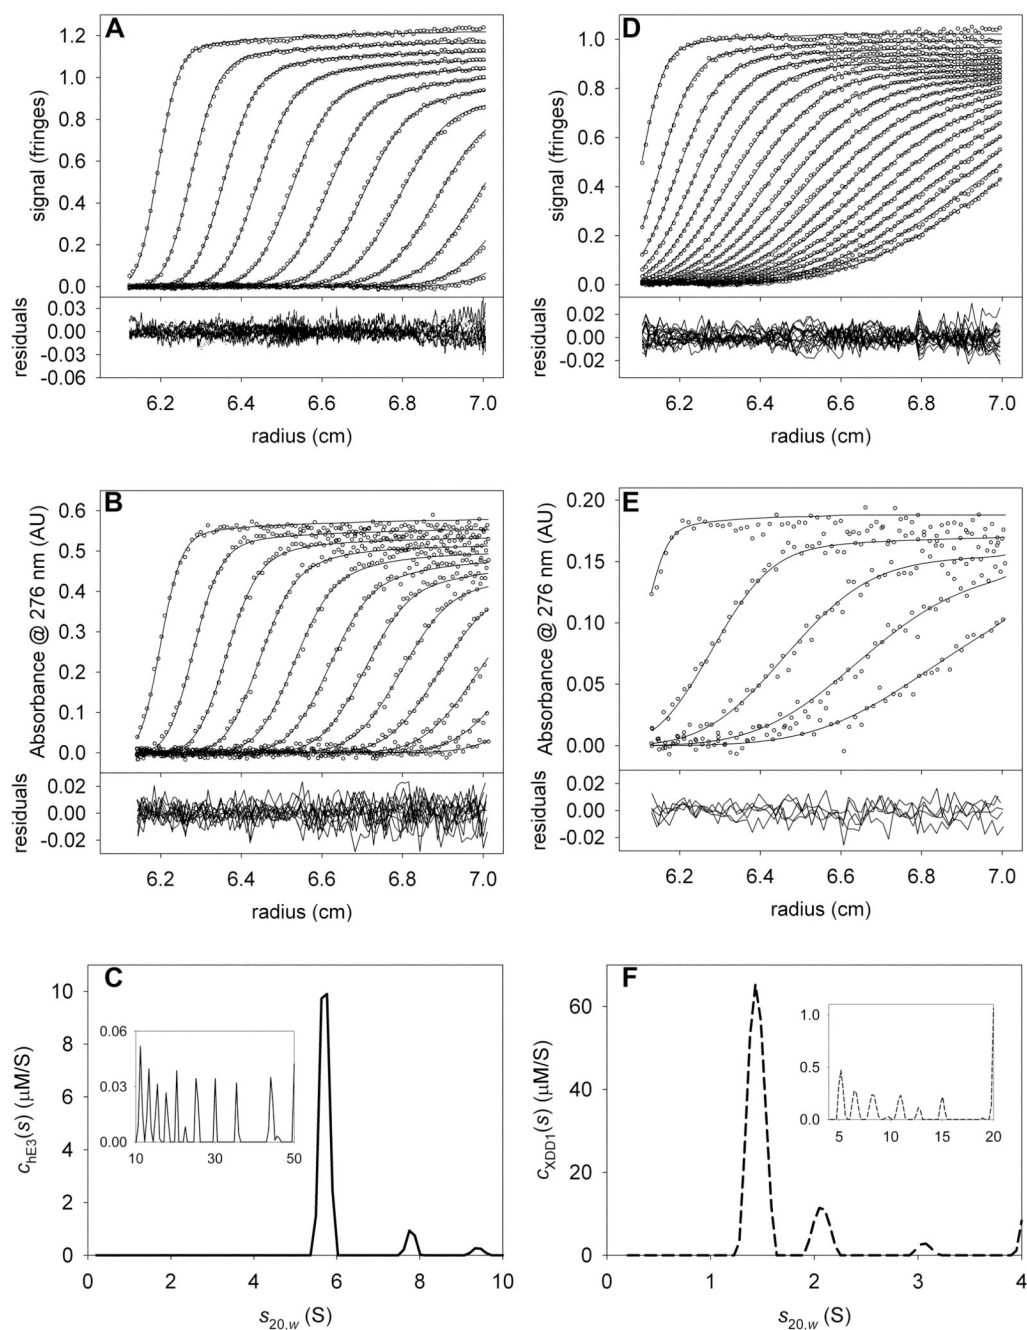 A
signal (fringes)
1.2
1.0
0.8
0.6
0.4
0.2
0.0
residuals
0.03
0.00
-0.03
-0.06
6.2 6.4 6.6 6.8 7.0
radius (cm)
D
signal (fringes)
1.0
0.8
0.6
0.4
0.2
0.0
residuals
0.02
0.00
-0.02
6.2 6.4 6.6 6.8 7.0
radius (cm)
B
Absorbance @ 276 nm (AU)
0.6
0.5
0.4
0.3
0.2
0.1
0.0
residuals
0.02
0.00
-0.02
6.2 6.4 6.6 6.8 7.0
radius (cm)
E
Absorbance @ 276 nm (AU)
0.20
0.15
0.10
0.05
0.00
residuals
0.02
0.00
-0.02
6.2 6.4 6.6 6.8 7.0
radius (cm)
C
c_hE3(s) (µM/S)
10
8
6
4
2
0
0.06
0.03
0.00
10 30 50
0 2 4 6 8 10
s_20,w (S)
F
c_XDD1(s) (µM/S)
60
40
20
0
1.0
0.5
0.0
5 10 15 20
0 1 2 3 4
s_20,w (S)